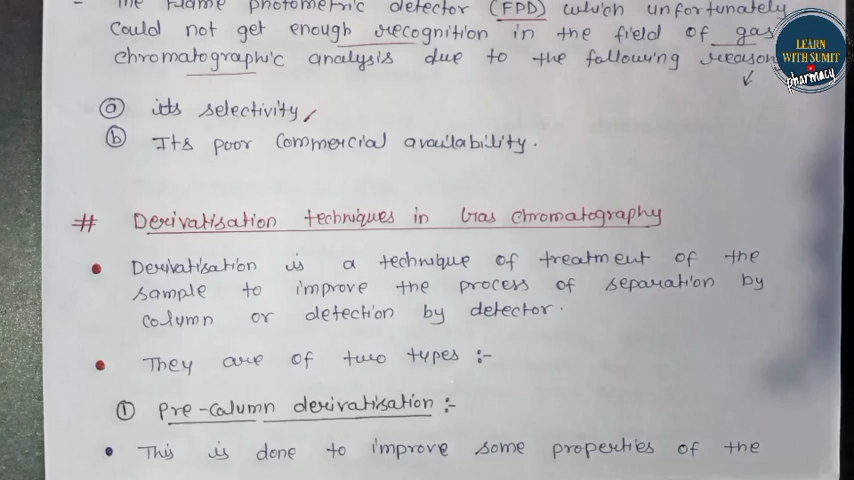 - The Flame photometric detector (FPD) which unfortunately
could not get enough recognition in the field of gas
chromatographic analysis due to the following reason
LEARN
WITH SUMIT
pharmacy
(a) its selectivity
(b) Its poor commercial availability.
# Derivatisation techniques in Gas chromatography
• Derivatisation is a technique of treatment of the
sample to improve the process of separation by
column or detection by detector.
• They are of two types :-
(1) Pre-column derivatisation :-
• This is done to improve some properties of the